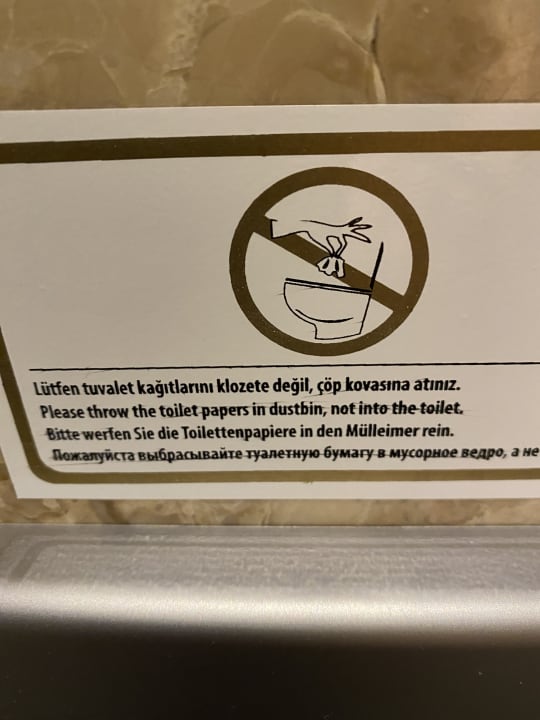 Lütfen tuvalet kağıtlarını klozete değil, çöp kovasına atınız.
Please throw the toilet papers in dustbin, not into the toilet.
Bitte werfen Sie die Toilettenpapiere in den Mülleimer rein.
Пожалуйста выбрасывайте туалетную бумагу в мусорное ведро, а не